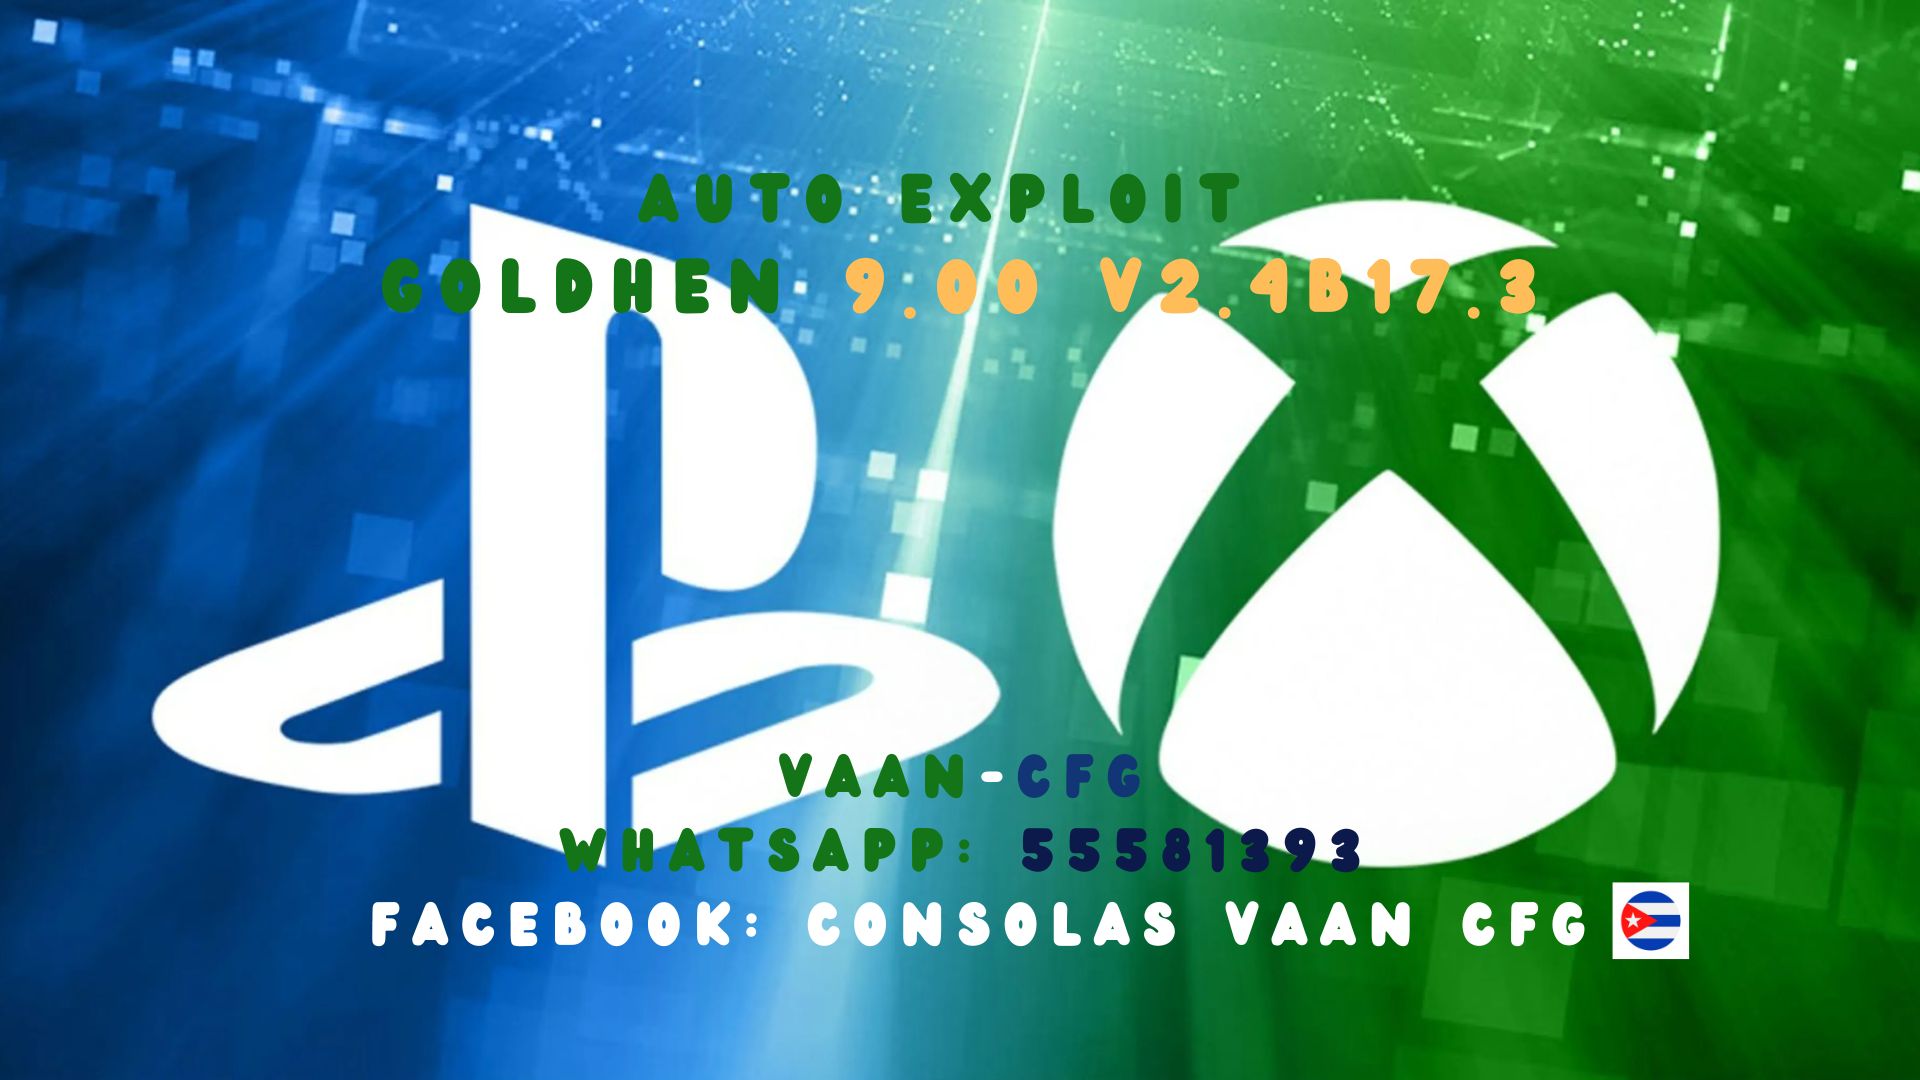 AUTO EXPLOIT
GOLDHEN 9.00 V2.4B17.3
VAAN-CFG
WHATSAPP: 55581393
FACEBOOK: CONSOLAS VAAN CFG